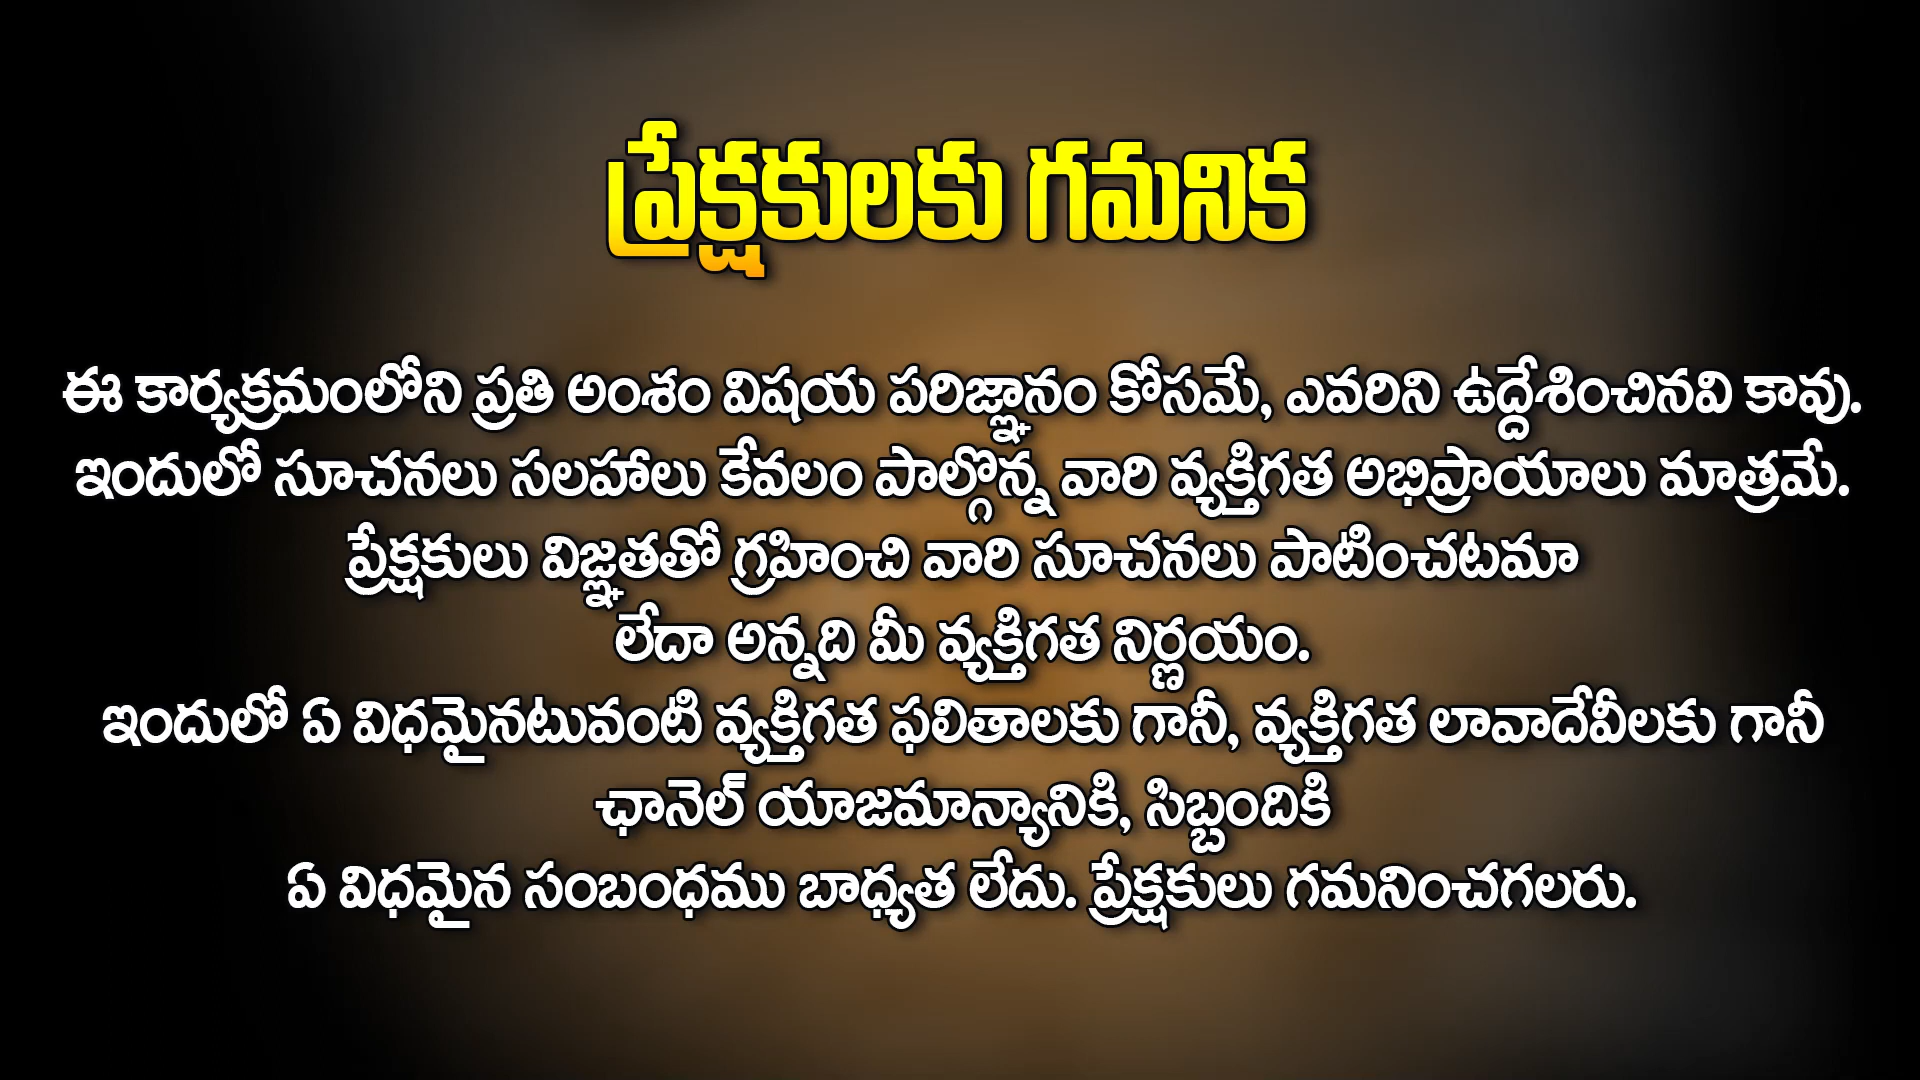 ప్రేక్షకులకు గమనిక
ఈ కార్యక్రమంలోని ప్రతి అంశం విషయ పరిజ్ఞానం కోసమే, ఎవరిని ఉద్దేశించినవి కావు.
ఇందులో సూచనలు సలహాలు కేవలం పాల్గొన్న వారి వ్యక్తిగత అభిప్రాయాలు మాత్రమే.
ప్రేక్షకులు విజ్ఞతతో గ్రహించి వారి సూచనలు పాటించటమా
లేదా అన్నది మీ వ్యక్తిగత నిర్ణయం.
ఇందులో ఏ విధమైనటువంటి వ్యక్తిగత ఫలితాలకు గానీ, వ్యక్తిగత లావాదేవీలకు గానీ
ఛానెల్ యాజమాన్యానికి, సిబ్బందికి
ఏ విధమైన సంబంధము బాధ్యత లేదు. ప్రేక్షకులు గమనించగలరు.